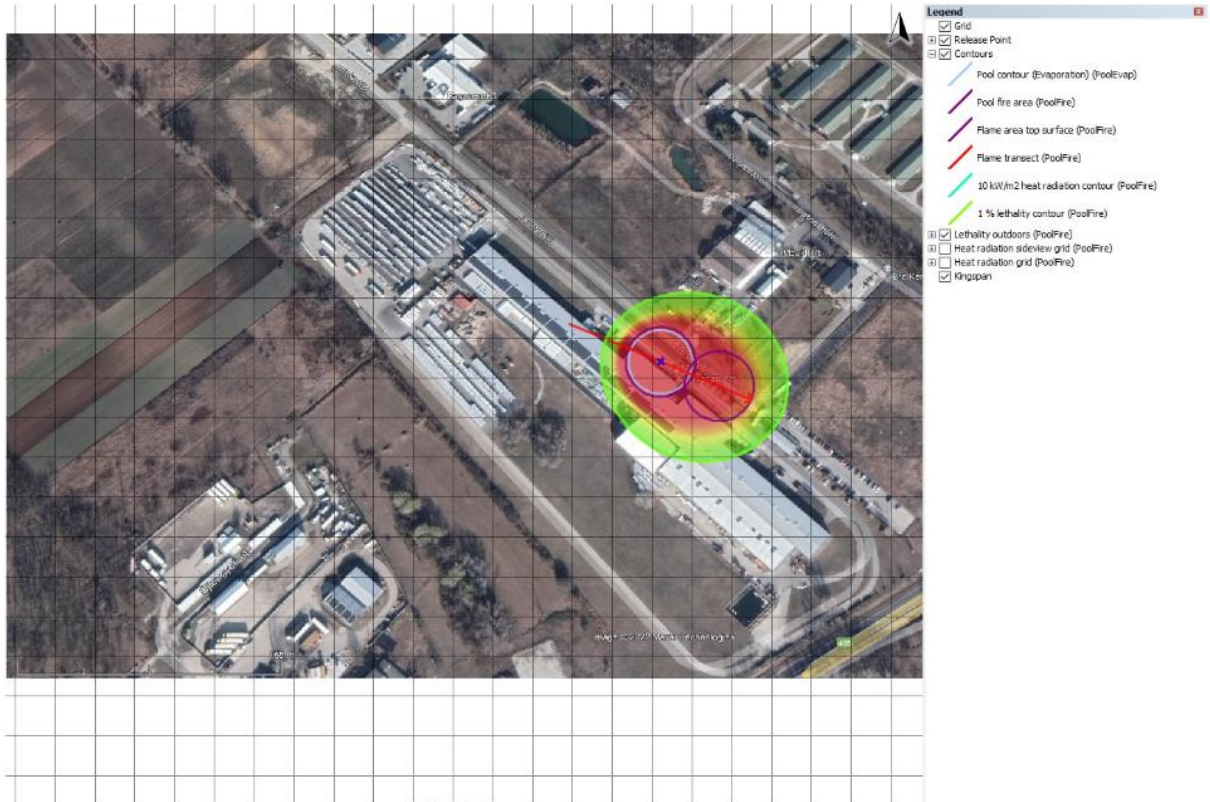 Legend
Grid
Release Point
Contours
Pool contour (Evaporation) (PoolEvap)
Pool fire area (PoolFire)
Flame area top surface (PoolFire)
Flame transect (PoolFire)
10 kW/m2 heat radiation contour (PoolFire)
1 % lethality contour (PoolFire)
Lethality outdoors (PoolFire)
Heat radiation sideview grid (PoolFire)
Heat radiation grid (PoolFire)
Kingspan